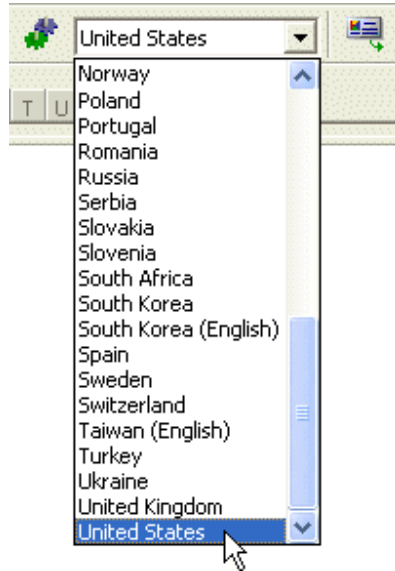 United States
Norway
T U
Poland
Portugal
Romania
Russia
Serbia
Slovakia
Slovenia
South Africa
South Korea
South Korea (English)
Spain
Sweden
Switzerland
Taiwan (English)
Turkey
Ukraine
United Kingdom
United States